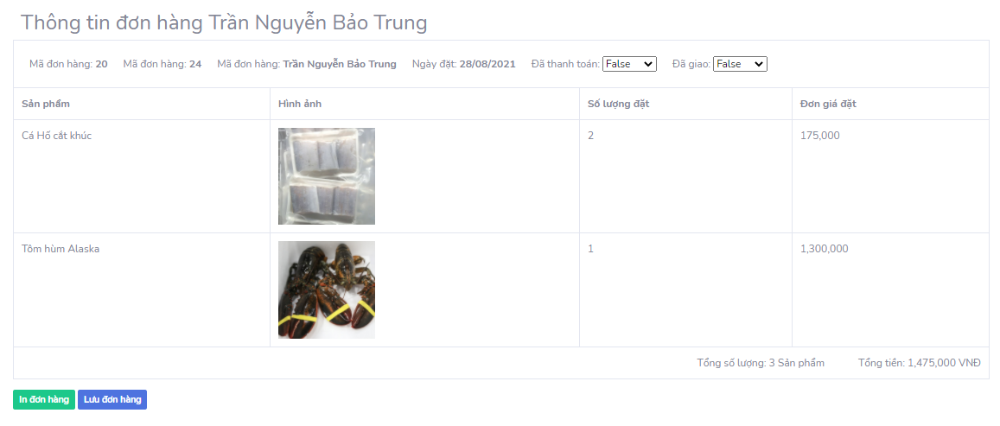 Thông tin đơn hàng Trần Nguyễn Bảo Trung
Mã đơn hàng: 20 Mã đơn hàng: 24 Mã đơn hàng: Trần Nguyễn Bảo Trung Ngày đặt: 28/08/2021 Đã thanh toán: False Đã giao: False
Sản phẩm Hình ảnh Số lượng đặt Đơn giá đặt
Cá Hố cắt khúc 2 175,000
Tôm hùm Alaska 1 1,300,000
Tổng số lượng: 3 Sản phẩm Tổng tiền: 1,475,000 VNĐ
In đơn hàng Lưu đơn hàng